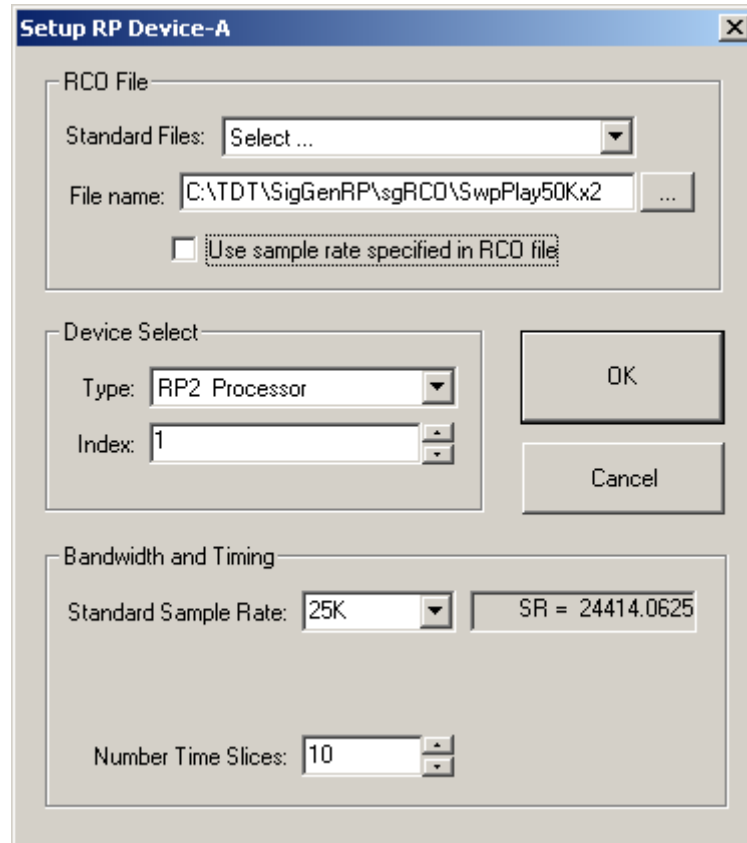 Setup RP Device-A
RCO File
Standard Files: Select ...
File name: C:\TDT\SigGenRP\sgRCO\SwpPlay50Kx2 ...
Use sample rate specified in RCO file
Device Select
Type: RP2 Processor
Index: 1
OK
Cancel
Bandwidth and Timing
Standard Sample Rate: 25K SR = 24414.0625
Number Time Slices: 10